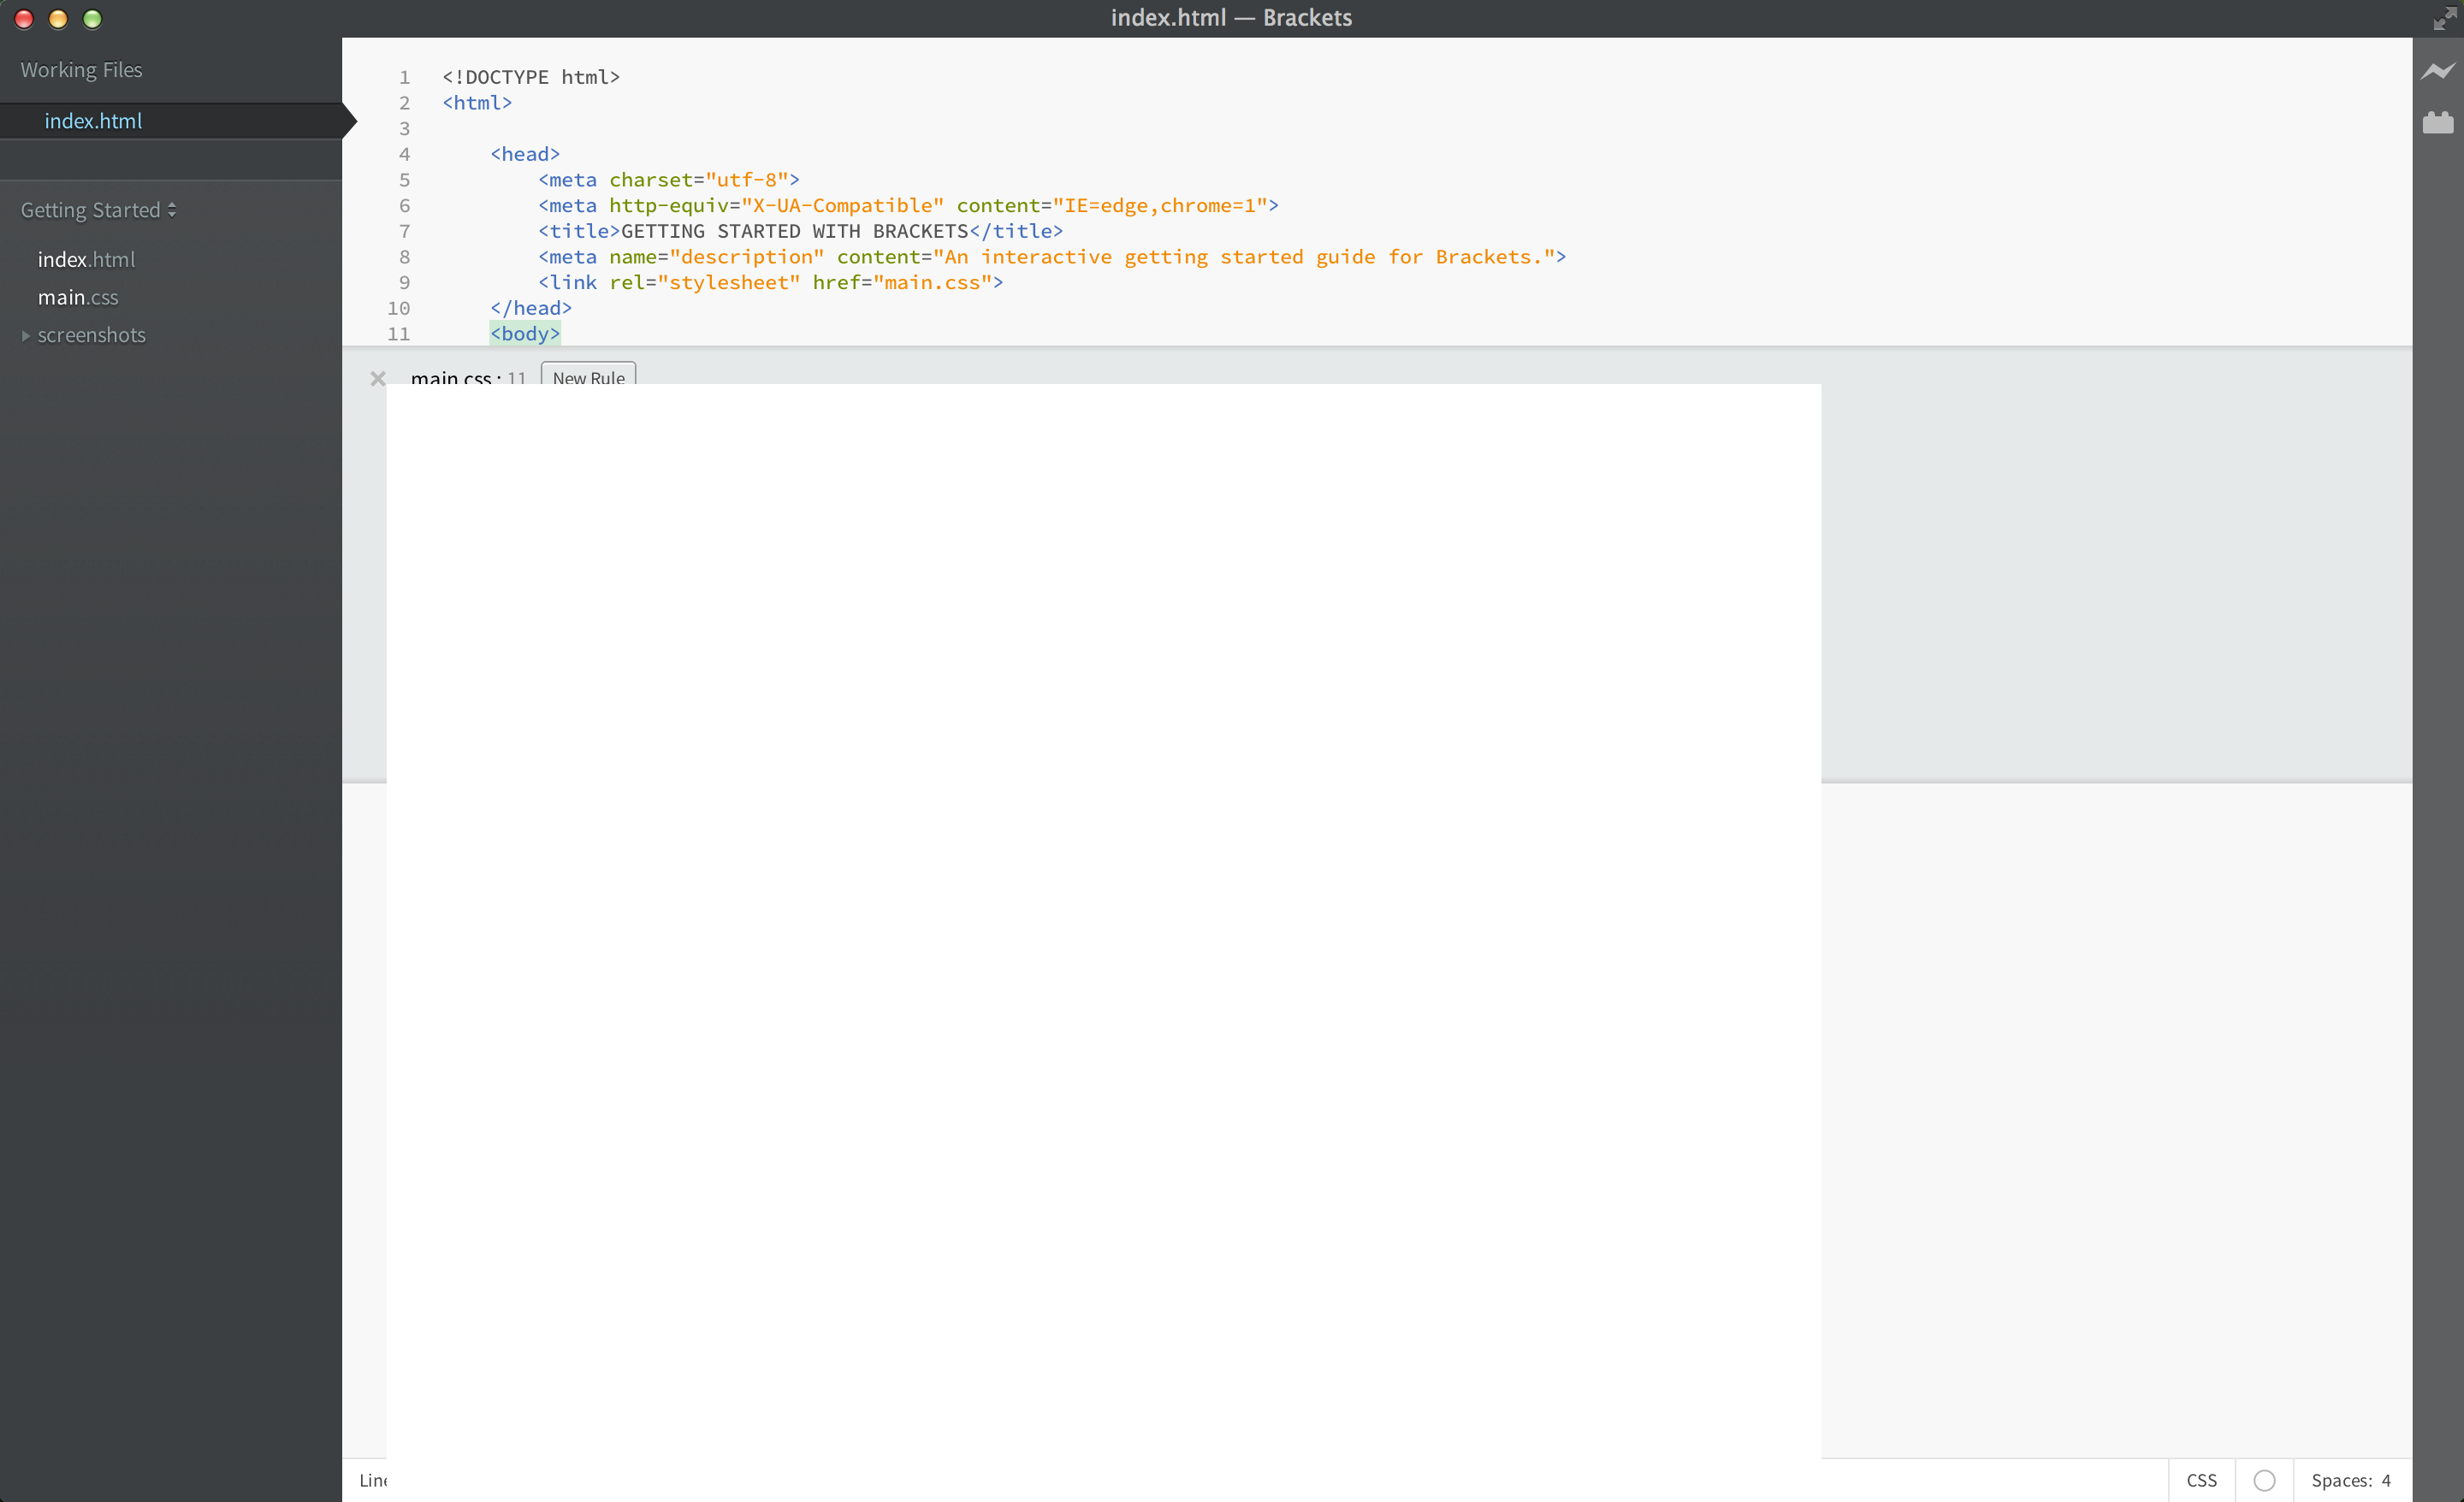 index.html — Brackets
Working Files
index.html
Getting Started
index.html
main.css
screenshots
1 <!DOCTYPE html>
2 <html>
3
4 <head>
5 <meta charset="utf-8">
6 <meta http-equiv="X-UA-Compatible" content="IE=edge,chrome=1">
7 <title>GETTING STARTED WITH BRACKETS</title>
8 <meta name="description" content="An interactive getting started guide for Brackets.">
9 <link rel="stylesheet" href="main.css">
10 </head>
11 <body>
main.css : 11 New Rule
CSS Spaces: 4